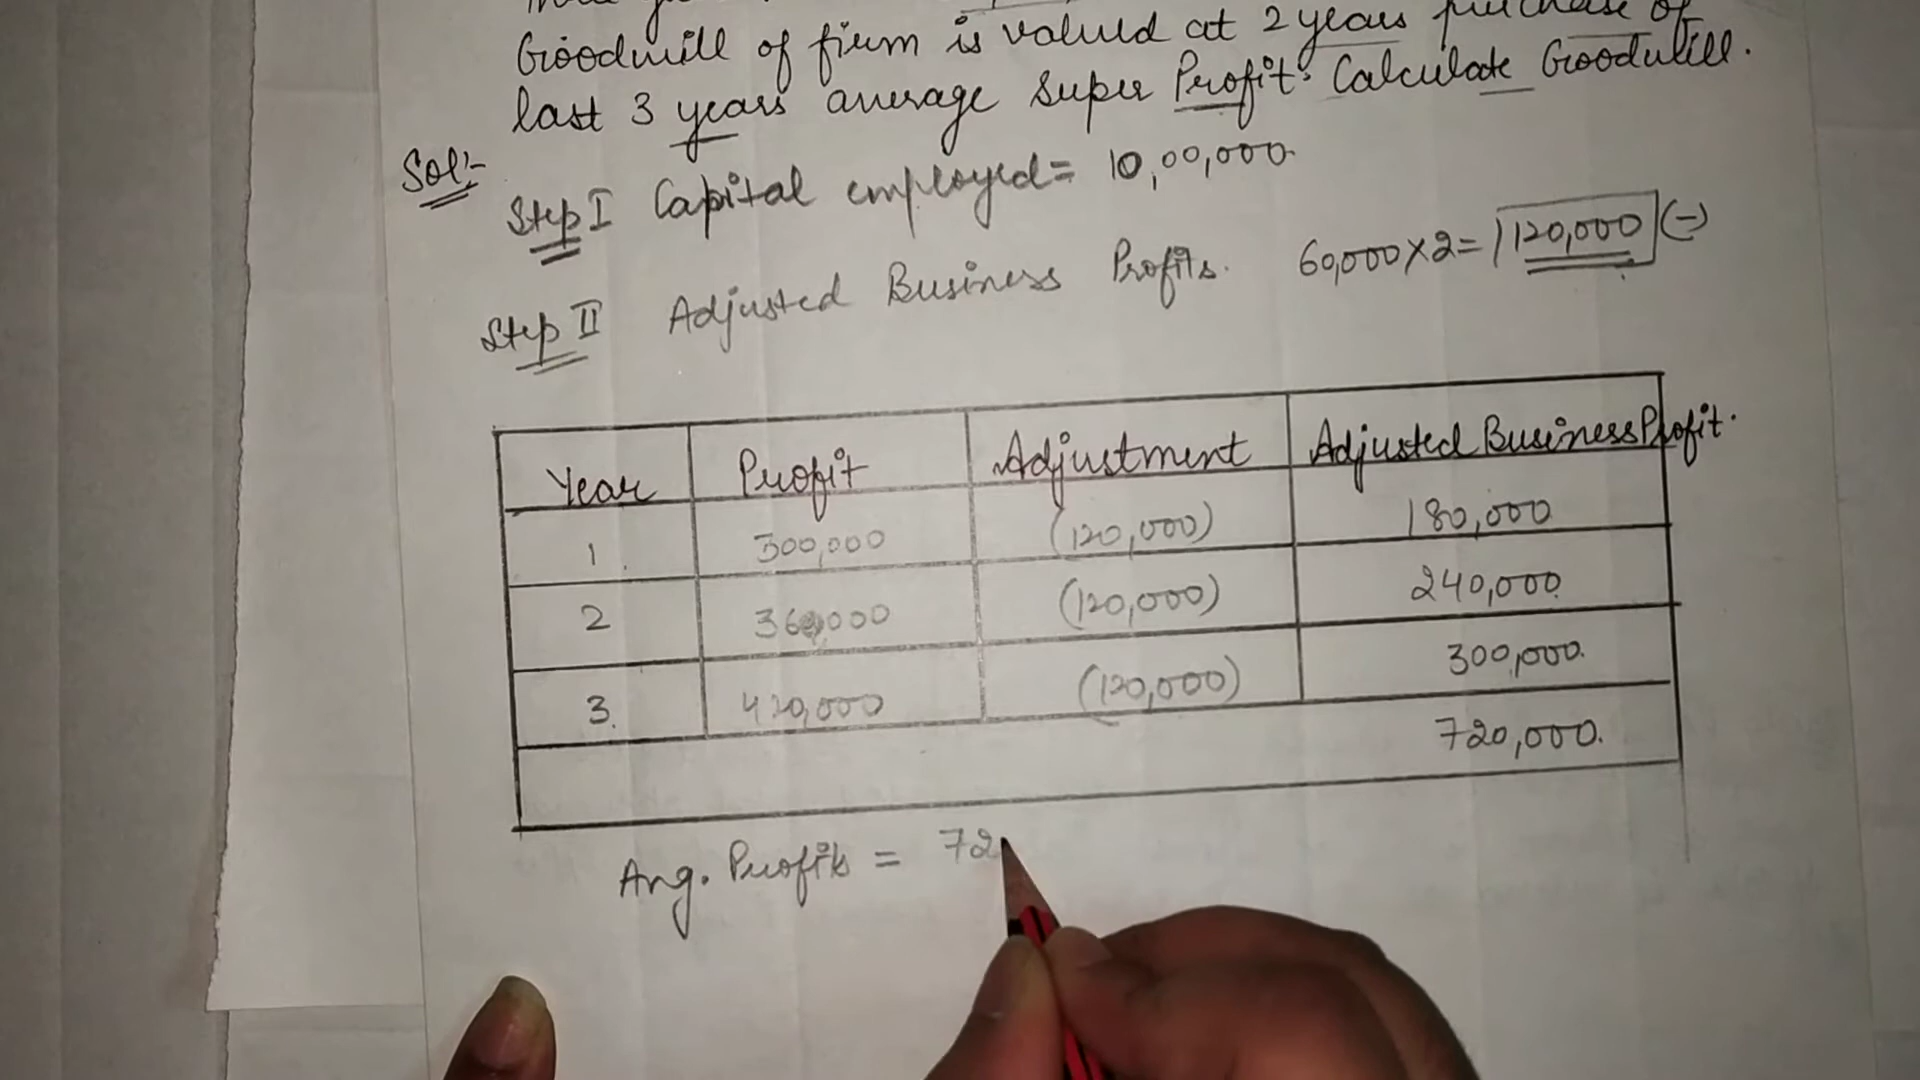 Goodwill of firm is valued at 2 years purchase of
last 3 years average super Profit. Calculate Goodwill.
Sol:-
Step I Capital employed = 10,00,000
Step II Adjusted Business Profits. 60,000 × 2 = 120,000 (-)
Year Profit Adjustment Adjusted Business Profit.
1. 300,000 (120,000) 180,000
2 360,000 (120,000) 240,000
3. 420,000 (120,000) 300,000.
720,000.
Avg. Profits = 72